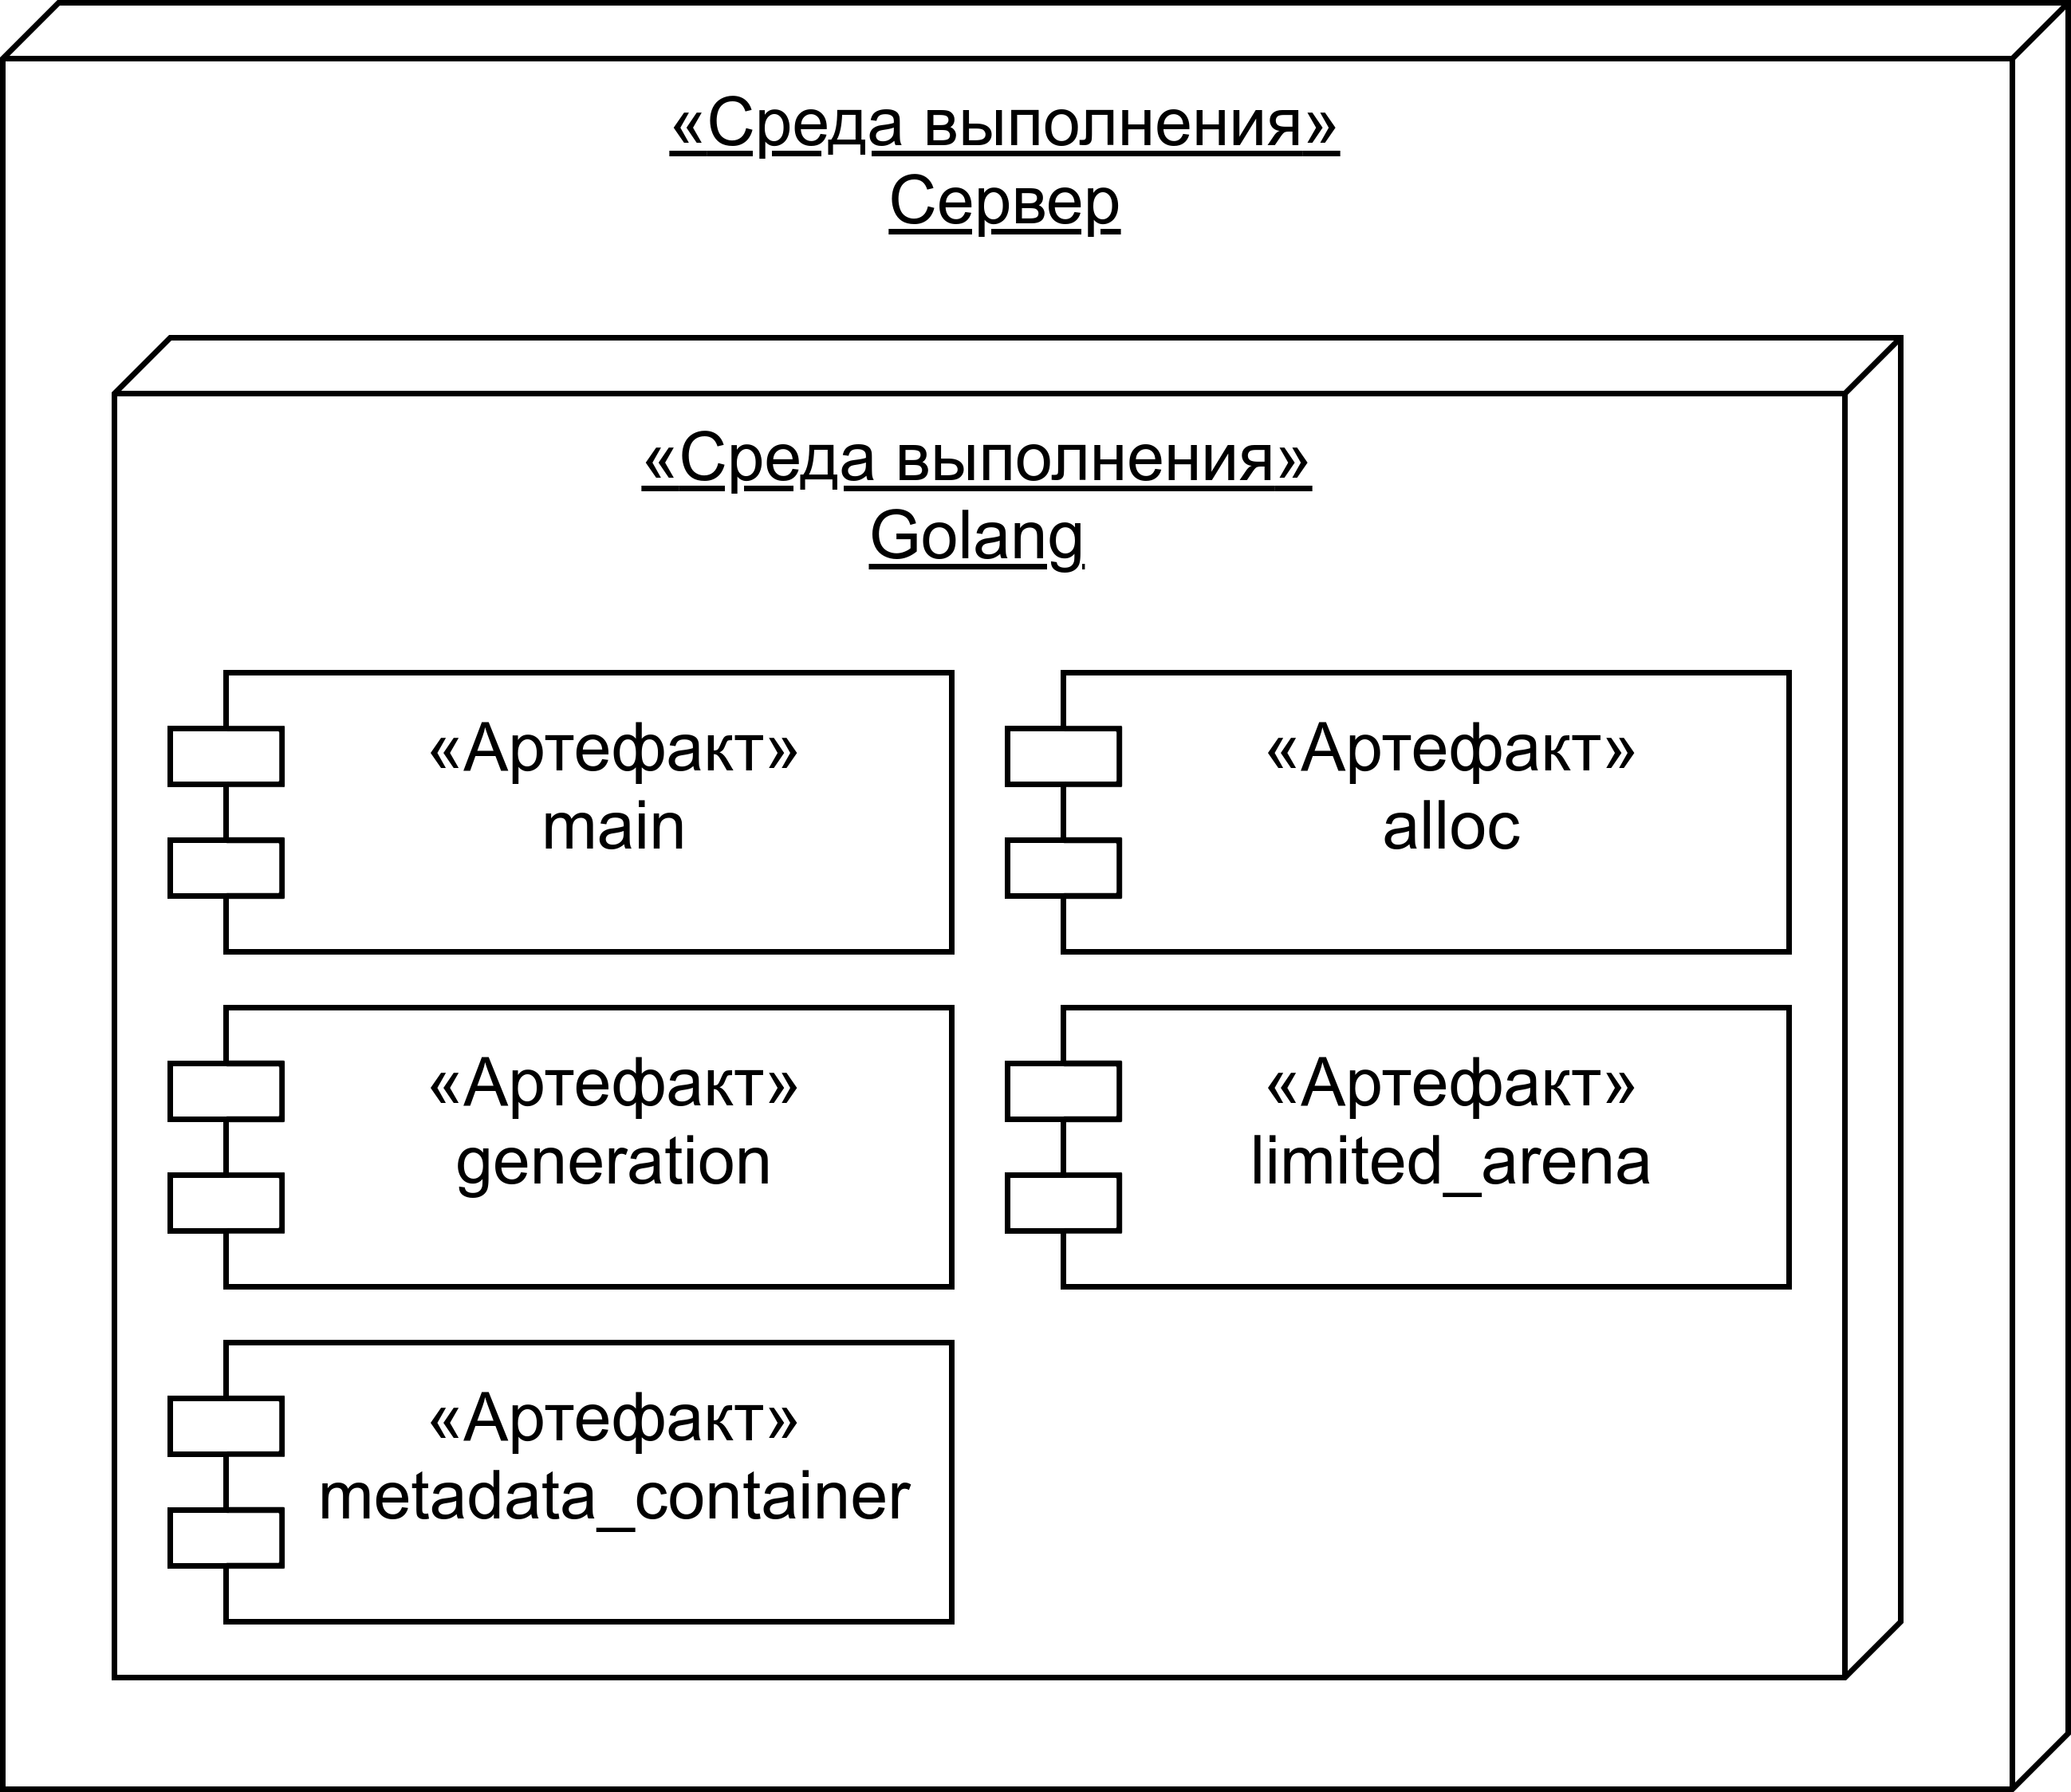 «Среда выполнения»
Сервер
«Среда выполнения»
Golang
«Артефакт»
main
«Артефакт»
alloc
«Артефакт»
generation
«Артефакт»
limited_arena
«Артефакт»
metadata_container